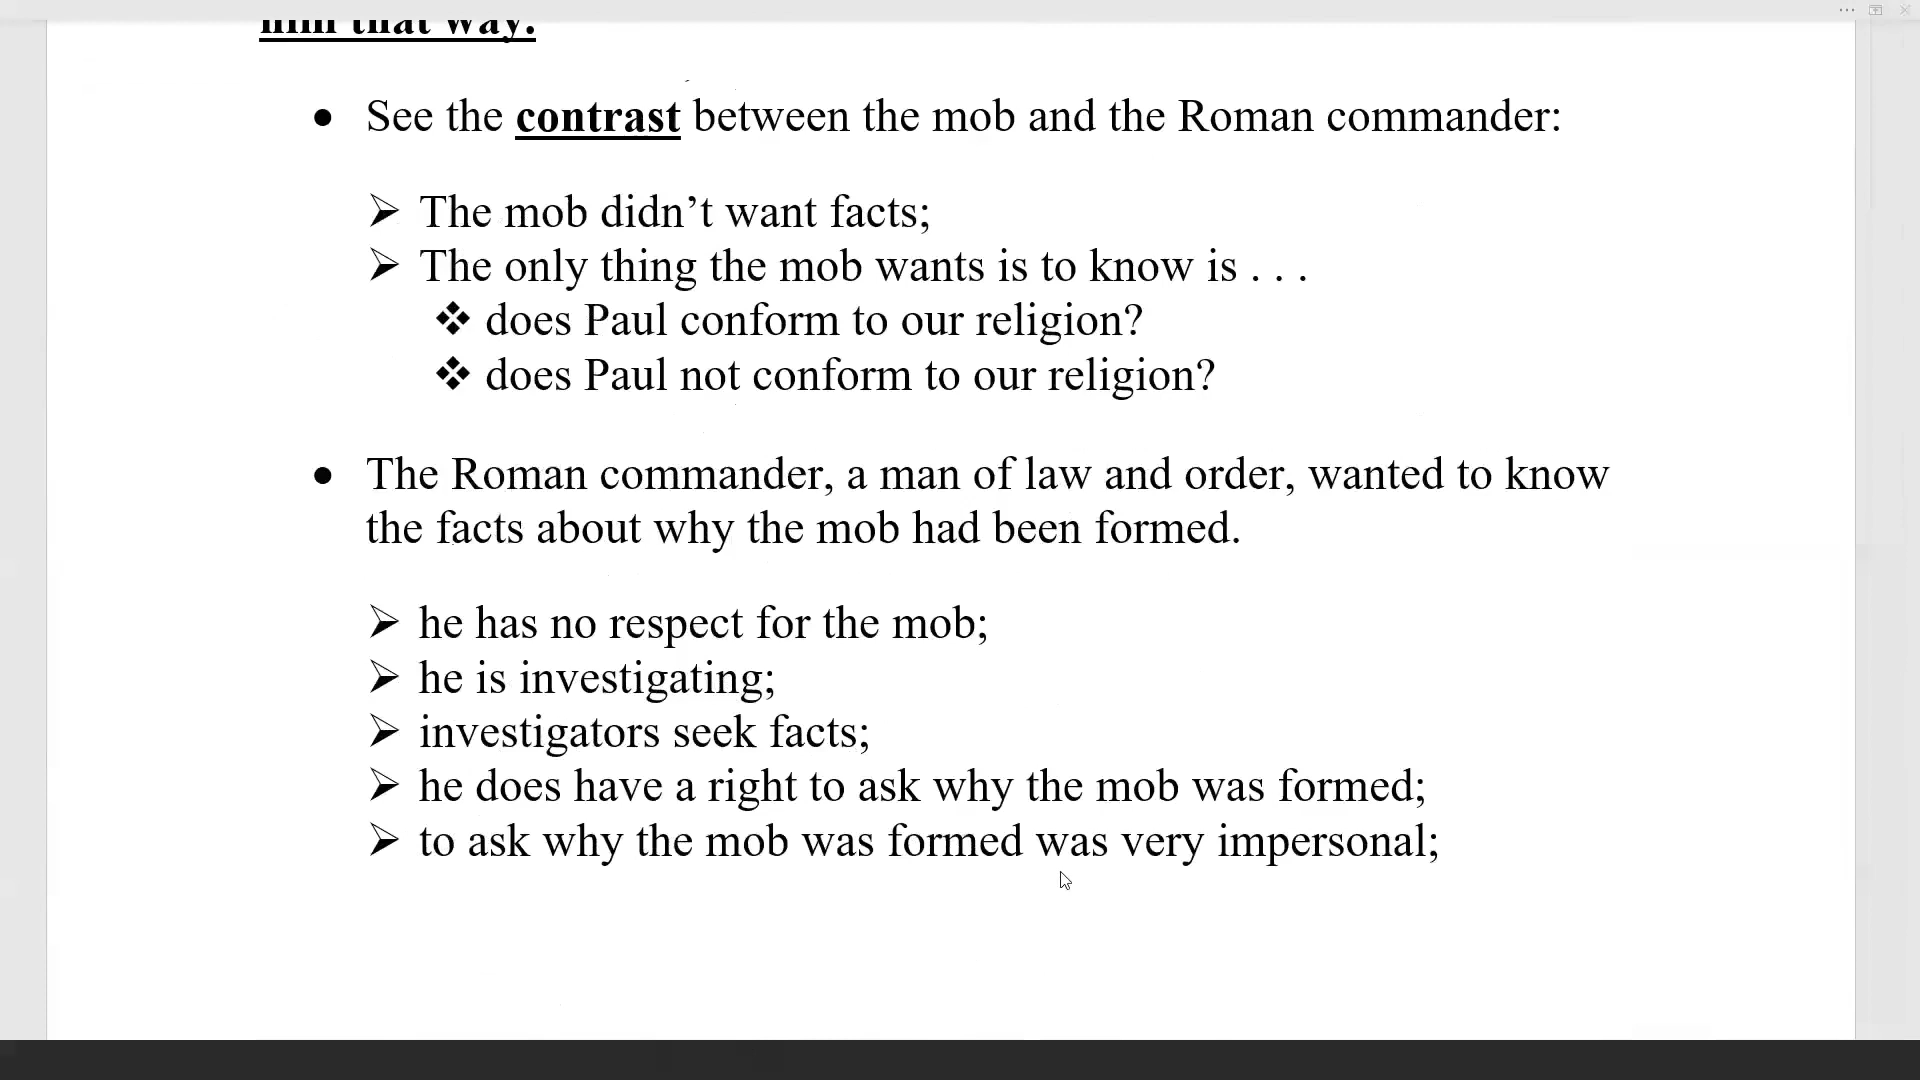 him that way.
• See the contrast between the mob and the Roman commander:
➢ The mob didn’t want facts;
➢ The only thing the mob wants is to know is . . .
❖ does Paul conform to our religion?
❖ does Paul not conform to our religion?
• The Roman commander, a man of law and order, wanted to know
the facts about why the mob had been formed.
➢ he has no respect for the mob;
➢ he is investigating;
➢ investigators seek facts;
➢ he does have a right to ask why the mob was formed;
➢ to ask why the mob was formed was very impersonal;